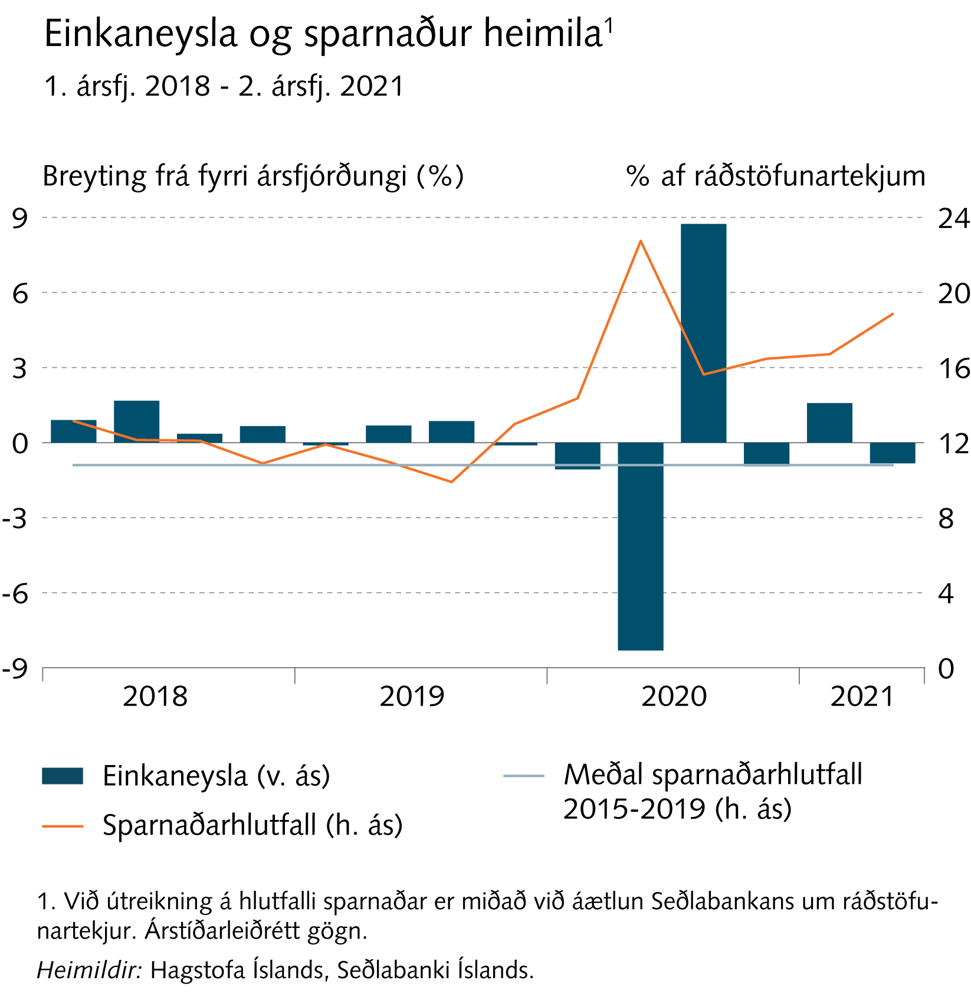 Einkaneysla og sparnaður heimila¹
1. ársfj. 2018 - 2. ársfj. 2021
Breyting frá fyrri ársfjórðungi (%)
% af ráðstöfunartekjum
9
6
3
0
-3
-6
-9
24
20
16
12
8
4
0
2018
2019
2020
2021
Einkaneysla (v. ás)
Sparnaðarhlutfall (h. ás)
Meðal sparnaðarhlutfall
2015-2019 (h. ás)
1. Við útreikning á hlutfalli sparnaðar er miðað við áætlun Seðlabankans um ráðstöfu-
nartekjur. Árstíðarleiðrétt gögn.
Heimildir: Hagstofa Íslands, Seðlabanki Íslands.